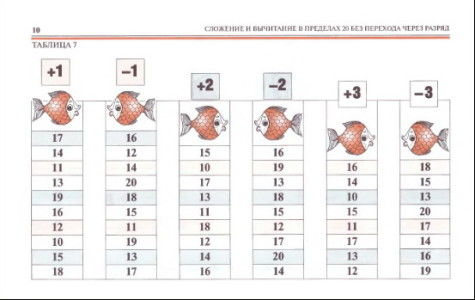 10 СЛОЖЕНИЕ И ВЫЧИТАНИЕ В ПРЕДЕЛАХ 20 БЕЗ ПЕРЕХОДА ЧЕРЕЗ РАЗРЯД
ТАБЛИЦА 7
+1 −1 +2 −2 +3 −3
17 16
14 12 15 16
11 14 10 19 16 18
13 20 17 13 14 15
19 18 13 18 10 13
16 15 11 15 15 20
12 11 18 12 11 17
10 19 12 17 17 14
15 13 14 20 13 16
18 17 16 14 12 19